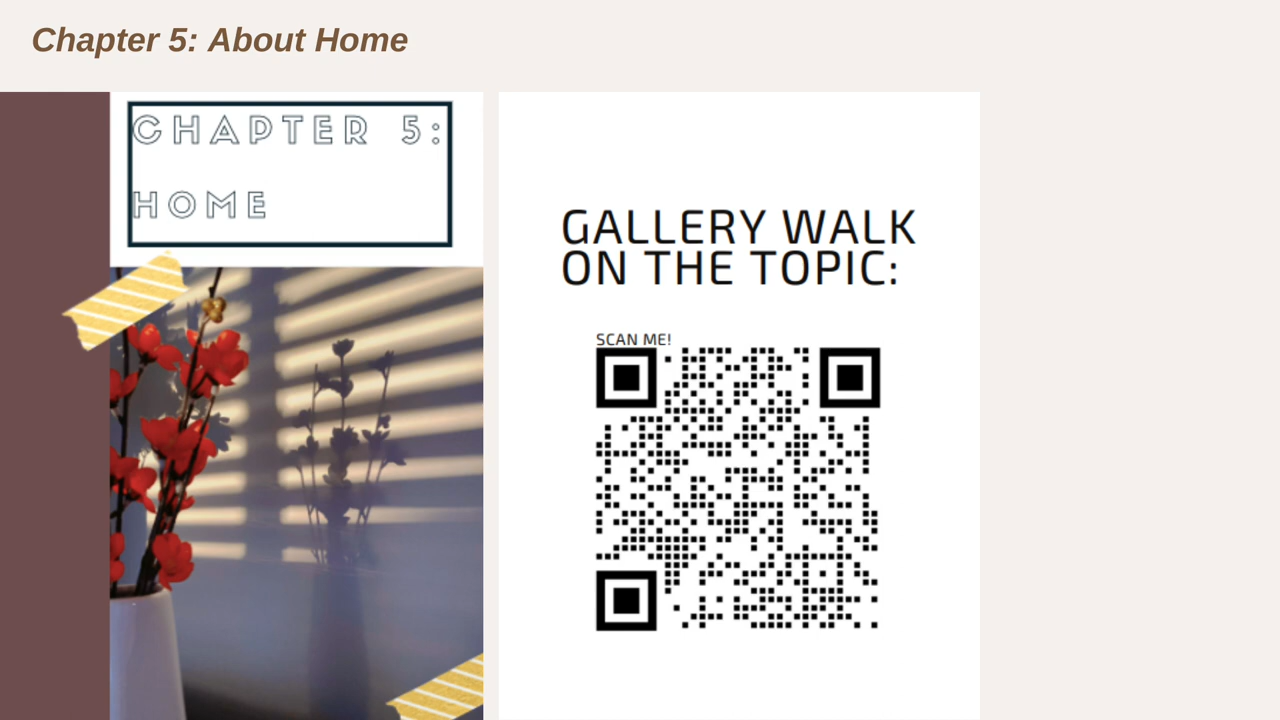 Chapter 5: About Home
CHAPTER 5:
HOME
GALLERY WALK
ON THE TOPIC:
SCAN ME!